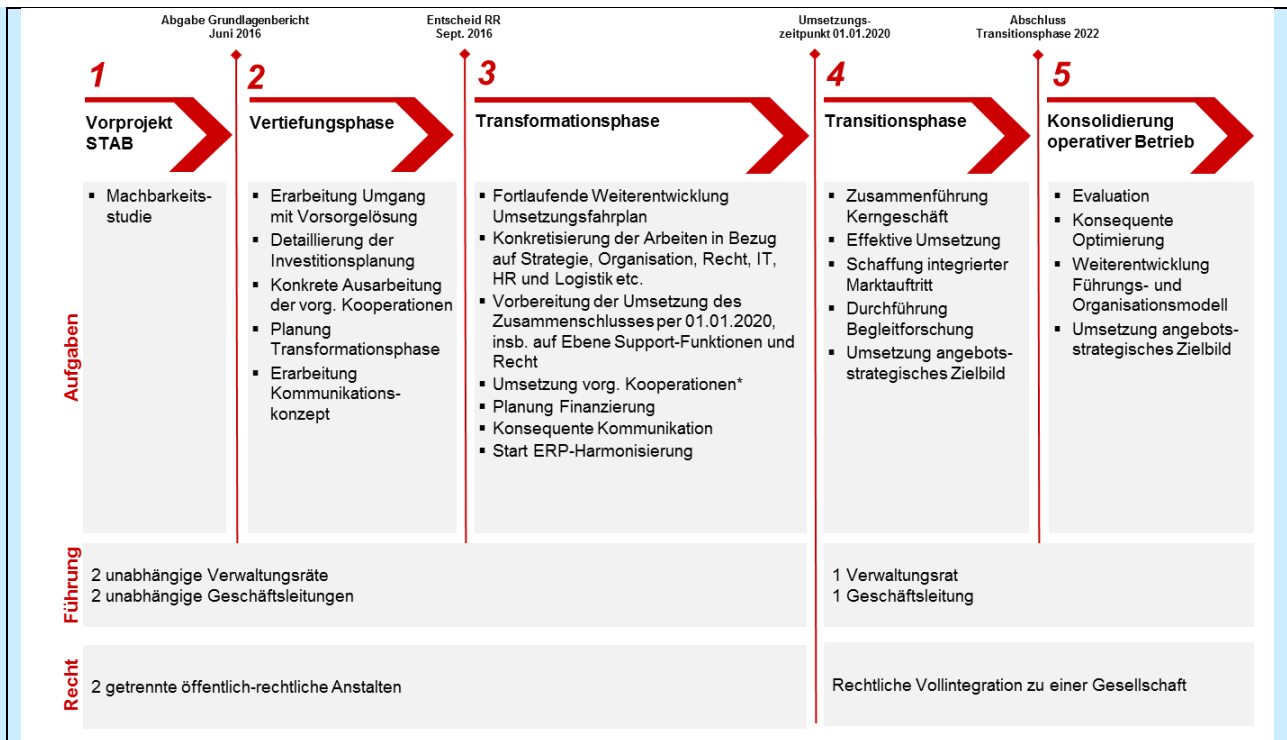 Abgabe Grundlagenbericht
Juni 2016
Entscheid RR
Sept. 2016
Umsetzungs-
zeitpunkt 01.01.2020
Abschluss
Transitionsphase 2022
1
2
3
4
5
Vorprojekt
STAB
Vertiefungsphase
Transformationsphase
Transitionsphase
Konsolidierung
operativer Betrieb
Aufgaben
▪ Machbarkeits-
studie
▪ Erarbeitung Umgang
mit Vorsorgelösung
▪ Detaillierung der
Investitionsplanung
▪ Konkrete Ausarbeitung
der vorg. Kooperationen
▪ Planung
Transformationsphase
▪ Erarbeitung
Kommunikations-
konzept
▪ Fortlaufende Weiterentwicklung
Umsetzungsfahrplan
▪ Konkretisierung der Arbeiten in Bezug
auf Strategie, Organisation, Recht, IT,
HR und Logistik etc.
▪ Vorbereitung der Umsetzung des
Zusammenschlusses per 01.01.2020,
insb. auf Ebene Support-Funktionen und
Recht
▪ Umsetzung vorg. Kooperationen*
▪ Planung Finanzierung
▪ Konsequente Kommunikation
▪ Start ERP-Harmonisierung
▪ Zusammenführung
Kerngeschäft
▪ Effektive Umsetzung
▪ Schaffung integrierter
Marktauftritt
▪ Durchführung
Begleitforschung
▪ Umsetzung angebots-
strategisches Zielbild
▪ Evaluation
▪ Konsequente
Optimierung
▪ Weiterentwicklung
Führungs- und
Organisationsmodell
▪ Umsetzung angebots-
strategisches Zielbild
Führung
2 unabhängige Verwaltungsräte
2 unabhängige Geschäftsleitungen
1 Verwaltungsrat
1 Geschäftsleitung
Recht
2 getrennte öffentlich-rechtliche Anstalten
Rechtliche Vollintegration zu einer Gesellschaft